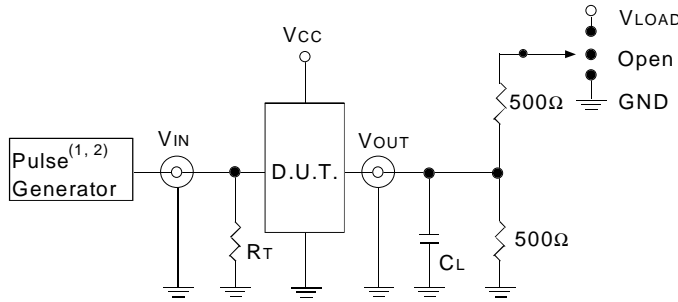 VLOAD
VCC
Open
500Ω
GND
VIN
VOUT
Pulse(1, 2)
Generator
D.U.T.
RT
CL
500Ω